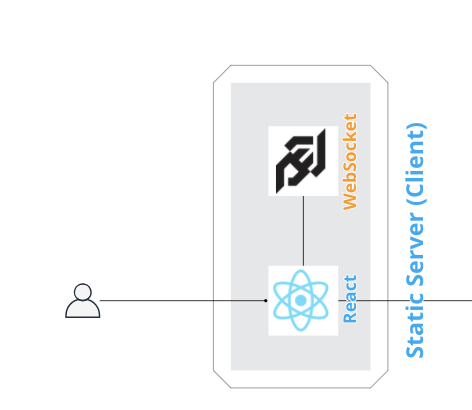 WebSocket
React
Static Server (Client)